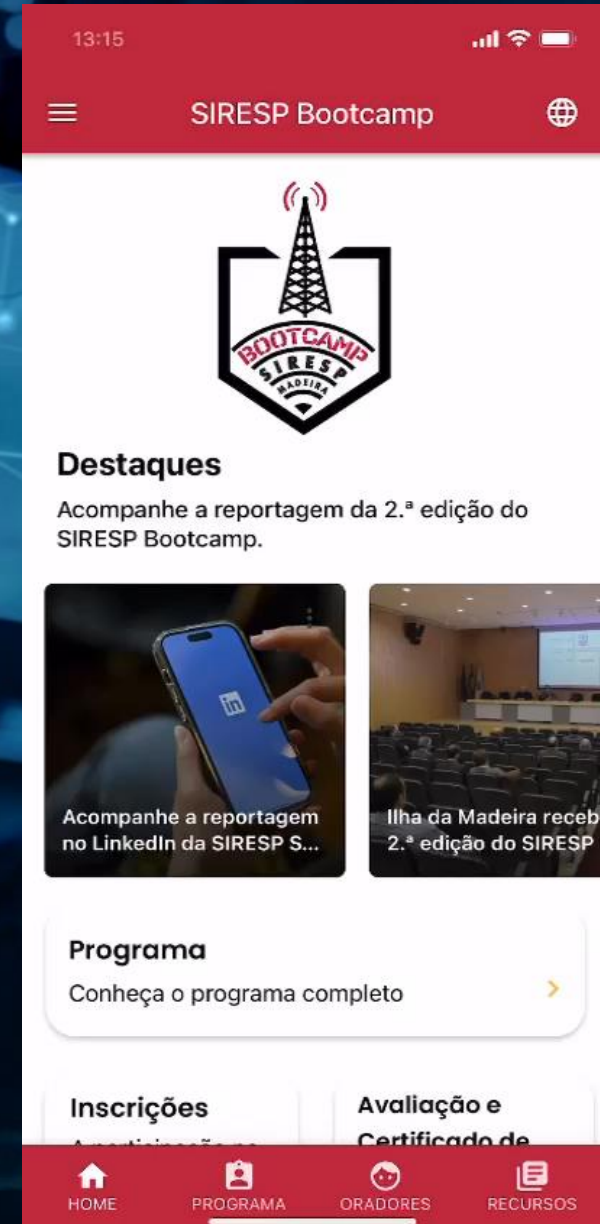 13:15
SIRESP Bootcamp
BOOTCAMP
SIRESP
MADEIRA
Destaques
Acompanhe a reportagem da 2.ª edição do
SIRESP Bootcamp.
in
Acompanhe a reportagem
no LinkedIn da SIRESP S...
Ilha da Madeira receb
2.ª edição do SIRESP
Programa
Conheça o programa completo
Inscrições
Avaliação e
Certificado de
HOME
PROGRAMA
ORADORES
RECURSOS